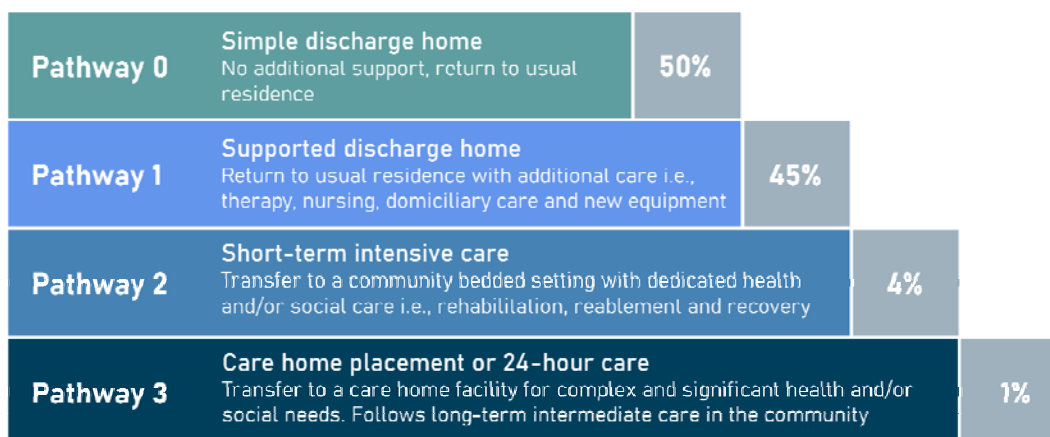 Pathway 0
Simple discharge home
No additional support, return to usual
residence
50%
Pathway 1
Supported discharge home
Return to usual residence with additional care i.e.,
therapy, nursing, domiciliary care and new equipment
45%
Pathway 2
Short-term intensive care
Transfer to a community bedded setting with dedicated health
and/or social care i.e., rehabilitation, reablement and recovery
4%
Pathway 3
Care home placement or 24-hour care
Transfer to a care home facility for complex and significant health and/or
social needs. Follows long-term intermediate care in the community
1%